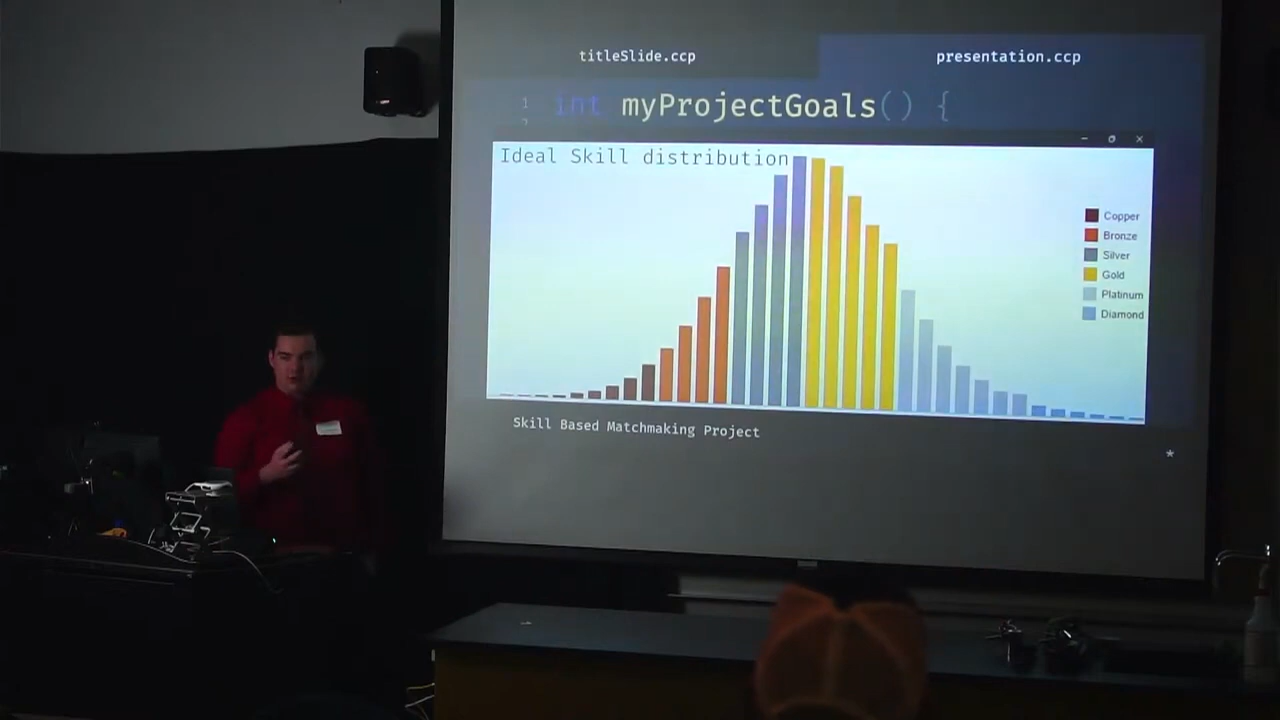 titleSlide.ccp
presentation.ccp
1 int myProjectGoals() {
2
Ideal Skill distribution
Copper
Bronze
Silver
Gold
Platinum
Diamond
Skill Based Matchmaking Project
*